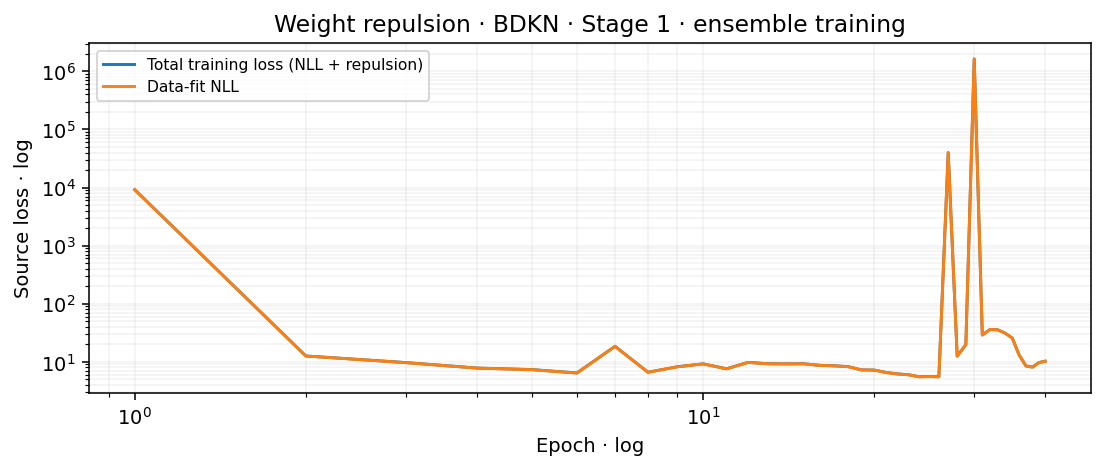 Weight repulsion · BDKN · Stage 1 · ensemble training
Total training loss (NLL + repulsion)
Data-fit NLL
Source loss · log
10⁶
10⁵
10⁴
10³
10²
10¹
10⁰
10¹
Epoch · log